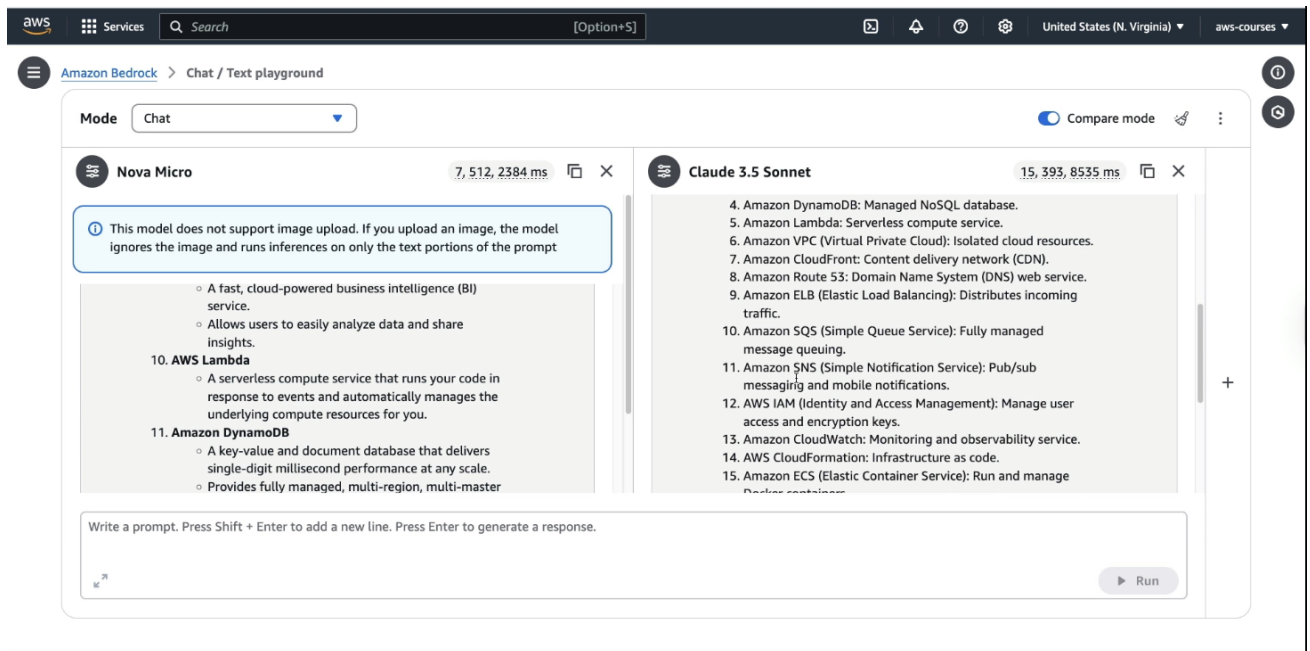 aws
Services
Search [Option+S]
United States (N. Virginia)
aws-courses
Amazon Bedrock > Chat / Text playground
Mode
Chat
Compare mode
Nova Micro
7, 512, 2384 ms
This model does not support image upload. If you upload an image, the model
ignores the image and runs inferences on only the text portions of the prompt
A fast, cloud-powered business intelligence (BI)
service.
Allows users to easily analyze data and share
insights.
10. AWS Lambda
A serverless compute service that runs your code in
response to events and automatically manages the
underlying compute resources for you.
11. Amazon DynamoDB
A key-value and document database that delivers
single-digit millisecond performance at any scale.
Provides fully managed, multi-region, multi-master
Claude 3.5 Sonnet
15, 393, 8535 ms
4. Amazon DynamoDB: Managed NoSQL database.
5. Amazon Lambda: Serverless compute service.
6. Amazon VPC (Virtual Private Cloud): Isolated cloud resources.
7. Amazon CloudFront: Content delivery network (CDN).
8. Amazon Route 53: Domain Name System (DNS) web service.
9. Amazon ELB (Elastic Load Balancing): Distributes incoming
traffic.
10. Amazon SQS (Simple Queue Service): Fully managed
message queuing.
11. Amazon SNS (Simple Notification Service): Pub/sub
messaging and mobile notifications.
12. AWS IAM (Identity and Access Management): Manage user
access and encryption keys.
13. Amazon CloudWatch: Monitoring and observability service.
14. AWS CloudFormation: Infrastructure as code.
15. Amazon ECS (Elastic Container Service): Run and manage
Docker containers
Write a prompt. Press Shift + Enter to add a new line. Press Enter to generate a response.
Run